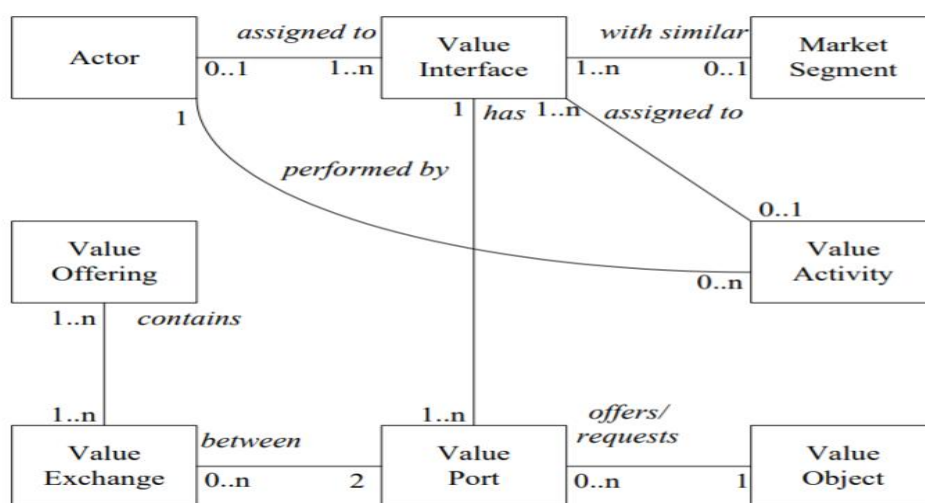 assigned to
with similar
Actor
Value
Interface
Market
Segment
0..1
1..n
1..n
0..1
1
1
has
1..n
assigned to
performed by
0..1
Value
Offering
Value
Activity
0..n
1..n
contains
1..n
1..n
offers/
requests
between
Value
Exchange
Value
Port
Value
Object
0..n
2
0..n
1